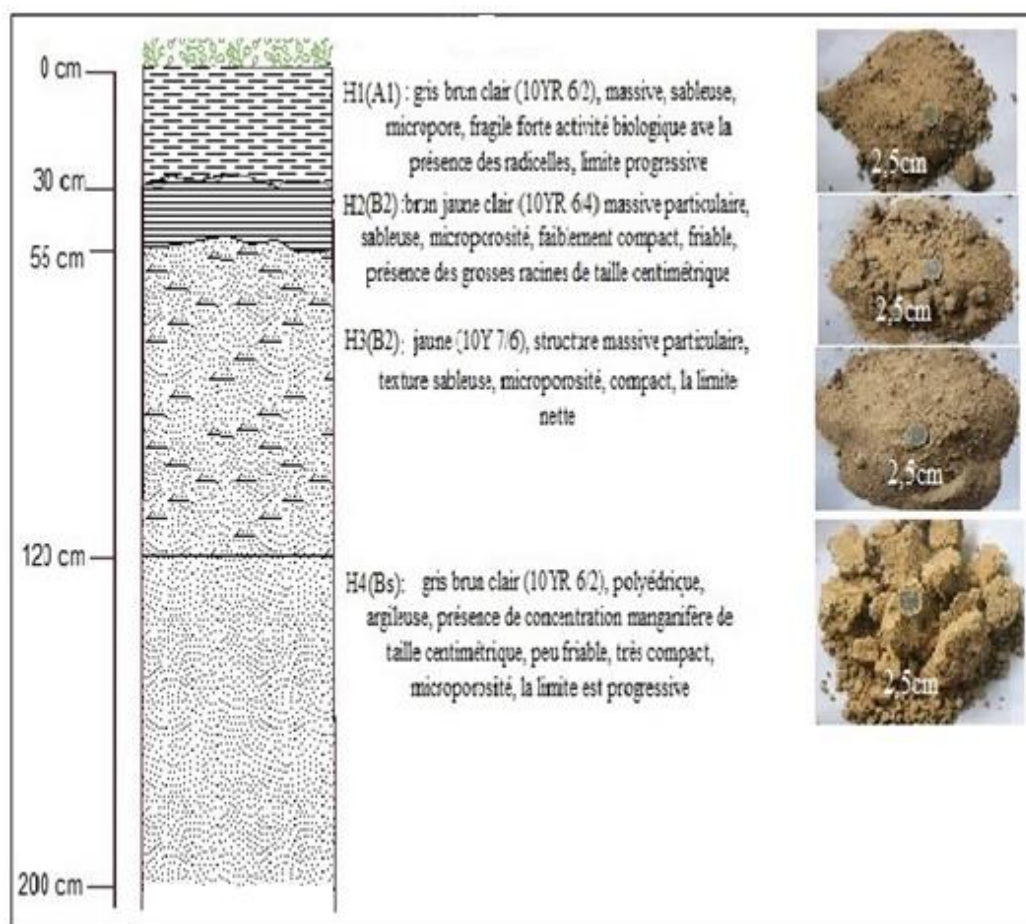 0 cm
H1(A1) : gris brun clair (10YR 6/2), massive, sableuse,
micropore, fragile forte activité biologique ave la
présence des radicelles, limite progressive
2,5cm
30 cm
H2(B2) :brun jaune clair (10YR 6/4) massive particulaire,
sableuse, microporosité, faiblement compact, friable,
présence des grosses racines de taille centimétrique
2,5cm
55 cm
H3(B2) : jaune (10Y 7/6), structure massive particulaire,
texture sableuse, microporosité, compact, la limite
nette
2,5cm
120 cm
H4(Bs): gris brun clair (10YR 6/2), polyédrique,
argileuse, présence de concentration manganifère de
taille centimétrique, peu friable, très compact,
microporosité, la limite est progressive
2,5cm
200 cm